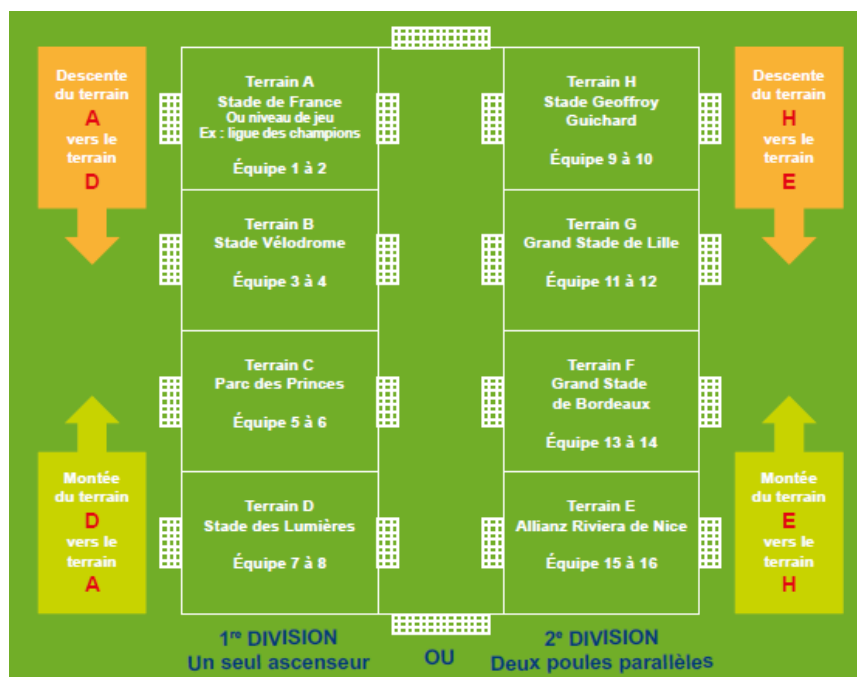 Descente
du terrain
A
vers le
terrain
D
Montée
du terrain
D
vers le
terrain
A
Terrain A
Stade de France
Ou niveau de jeu
Ex : ligue des champions
Équipe 1 à 2
Terrain B
Stade Vélodrome
Équipe 3 à 4
Terrain C
Parc des Princes
Équipe 5 à 6
Terrain D
Stade des Lumières
Équipe 7 à 8
Terrain H
Stade Geoffroy
Guichard
Équipe 9 à 10
Terrain G
Grand Stade de Lille
Équipe 11 à 12
Terrain F
Grand Stade
de Bordeaux
Équipe 13 à 14
Terrain E
Allianz Riviera de Nice
Équipe 15 à 16
Descente
du terrain
H
vers le
terrain
E
Montée
du terrain
E
vers le
terrain
H
1re DIVISION
Un seul ascenseur
OU
2e DIVISION
Deux poules parallèles